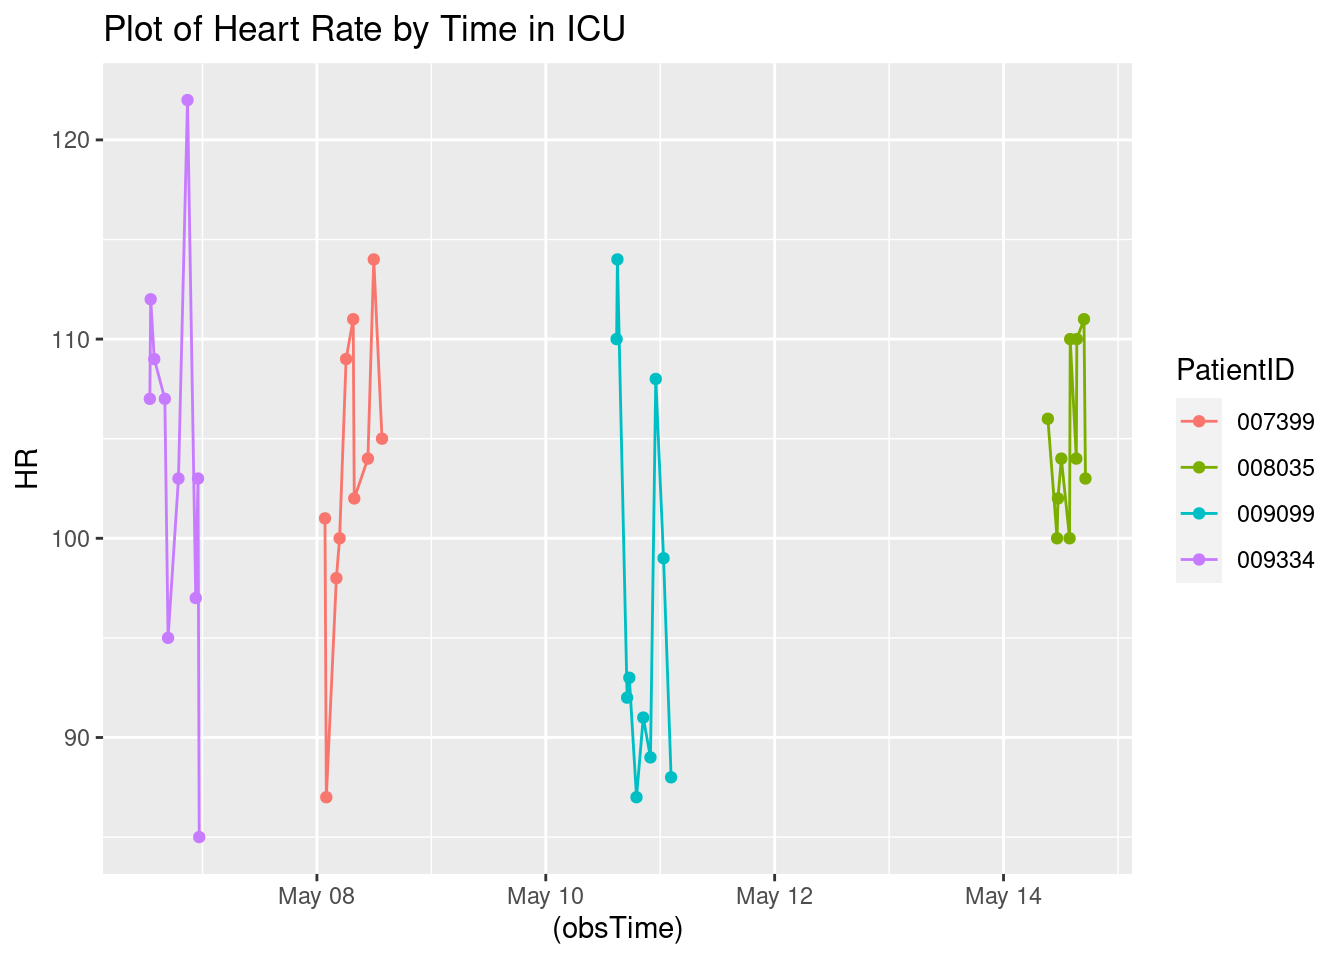 Plot of Heart Rate by Time in ICU
120
110
100
90
HR
May 08
May 10
May 12
May 14
(obsTime)
PatientID
007399
008035
009099
009334